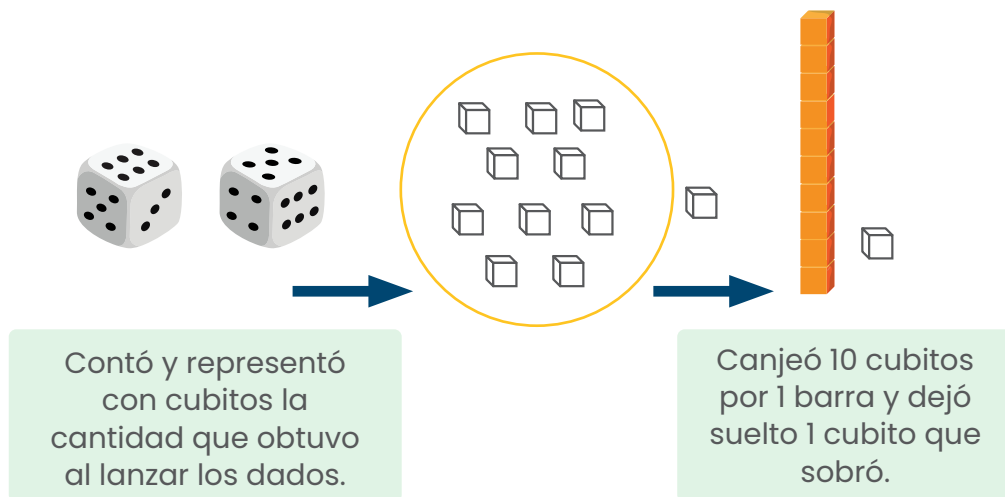 Contó y representó
con cubitos la
cantidad que obtuvo
al lanzar los dados.
Canjeó 10 cubitos
por 1 barra y dejó
suelto 1 cubito que
sobró.